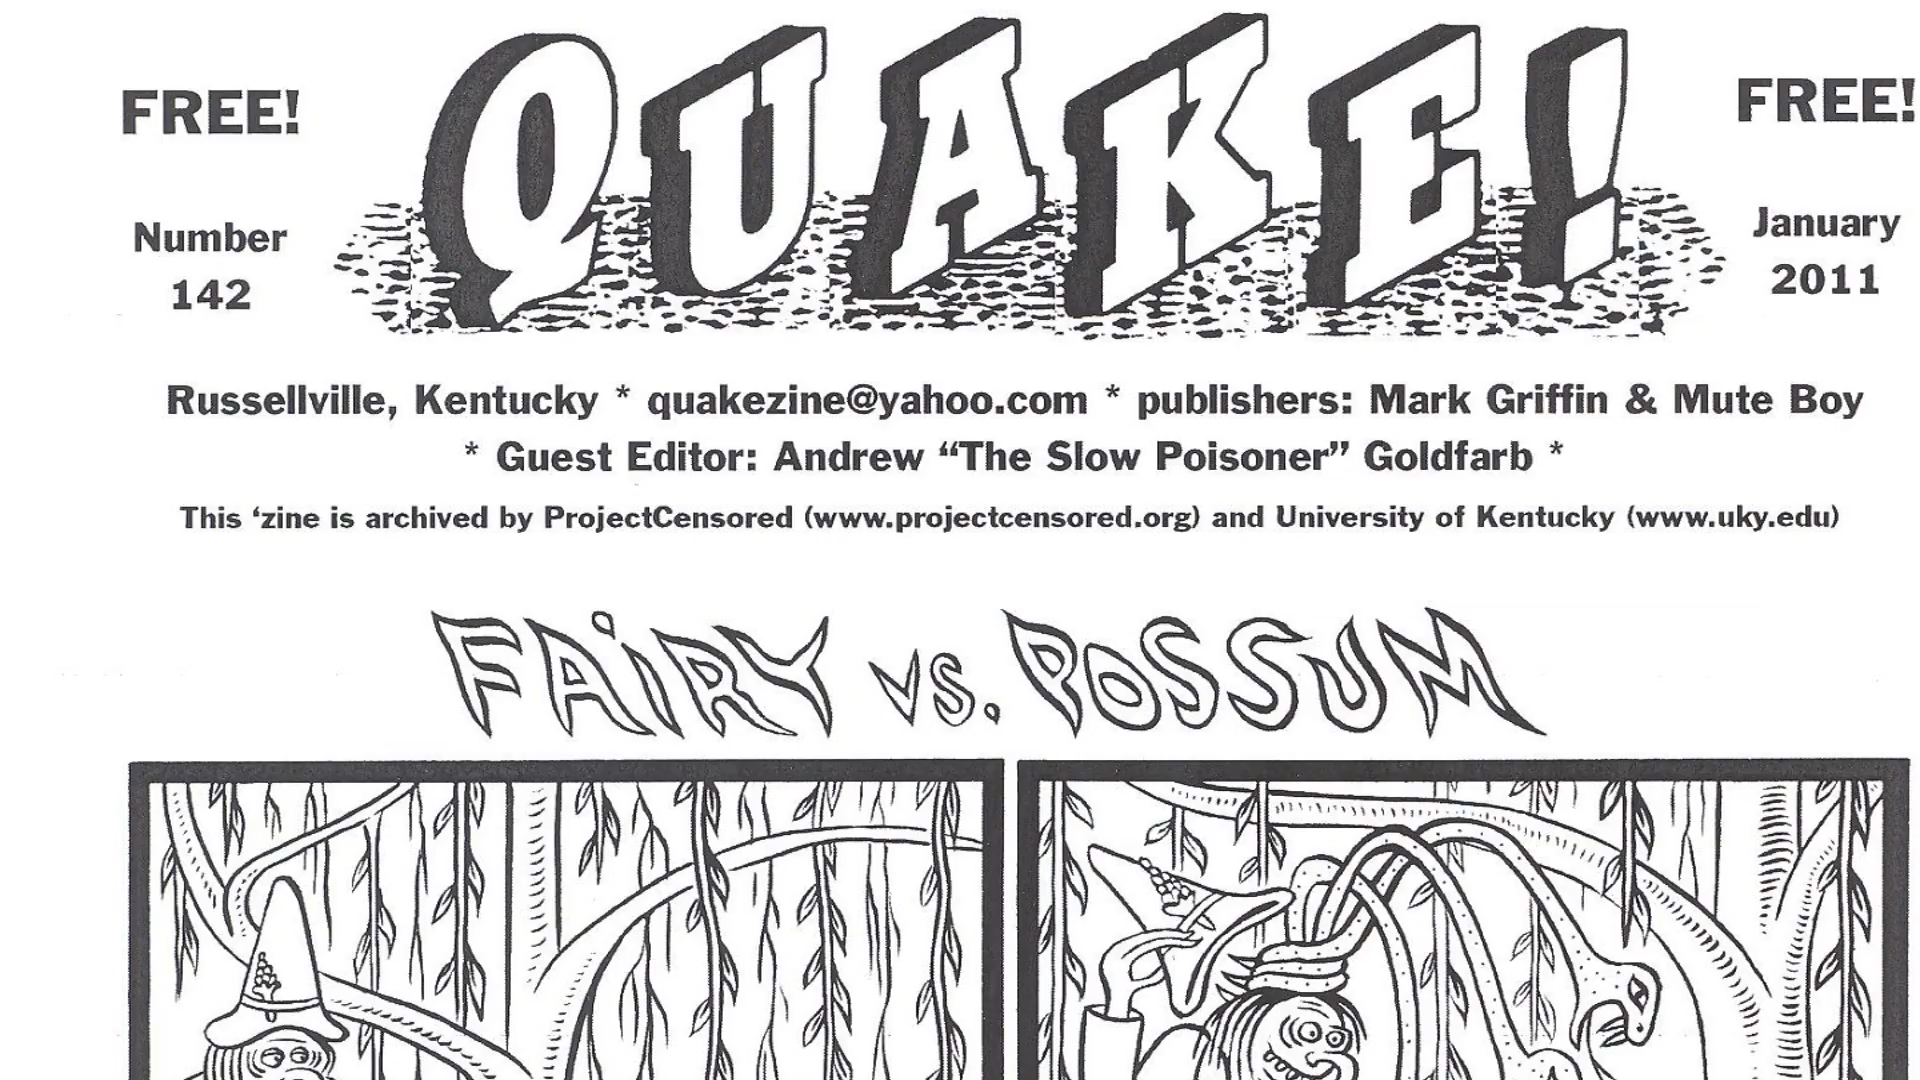 FREE!
QUAKE!
FREE!
Number
142
January
2011
Russellville, Kentucky * quakezine@yahoo.com * publishers: Mark Griffin & Mute Boy
* Guest Editor: Andrew “The Slow Poisoner” Goldfarb *
This ‘zine is archived by ProjectCensored (www.projectcensored.org) and University of Kentucky (www.uky.edu)
FAiRY vs. POSSUM